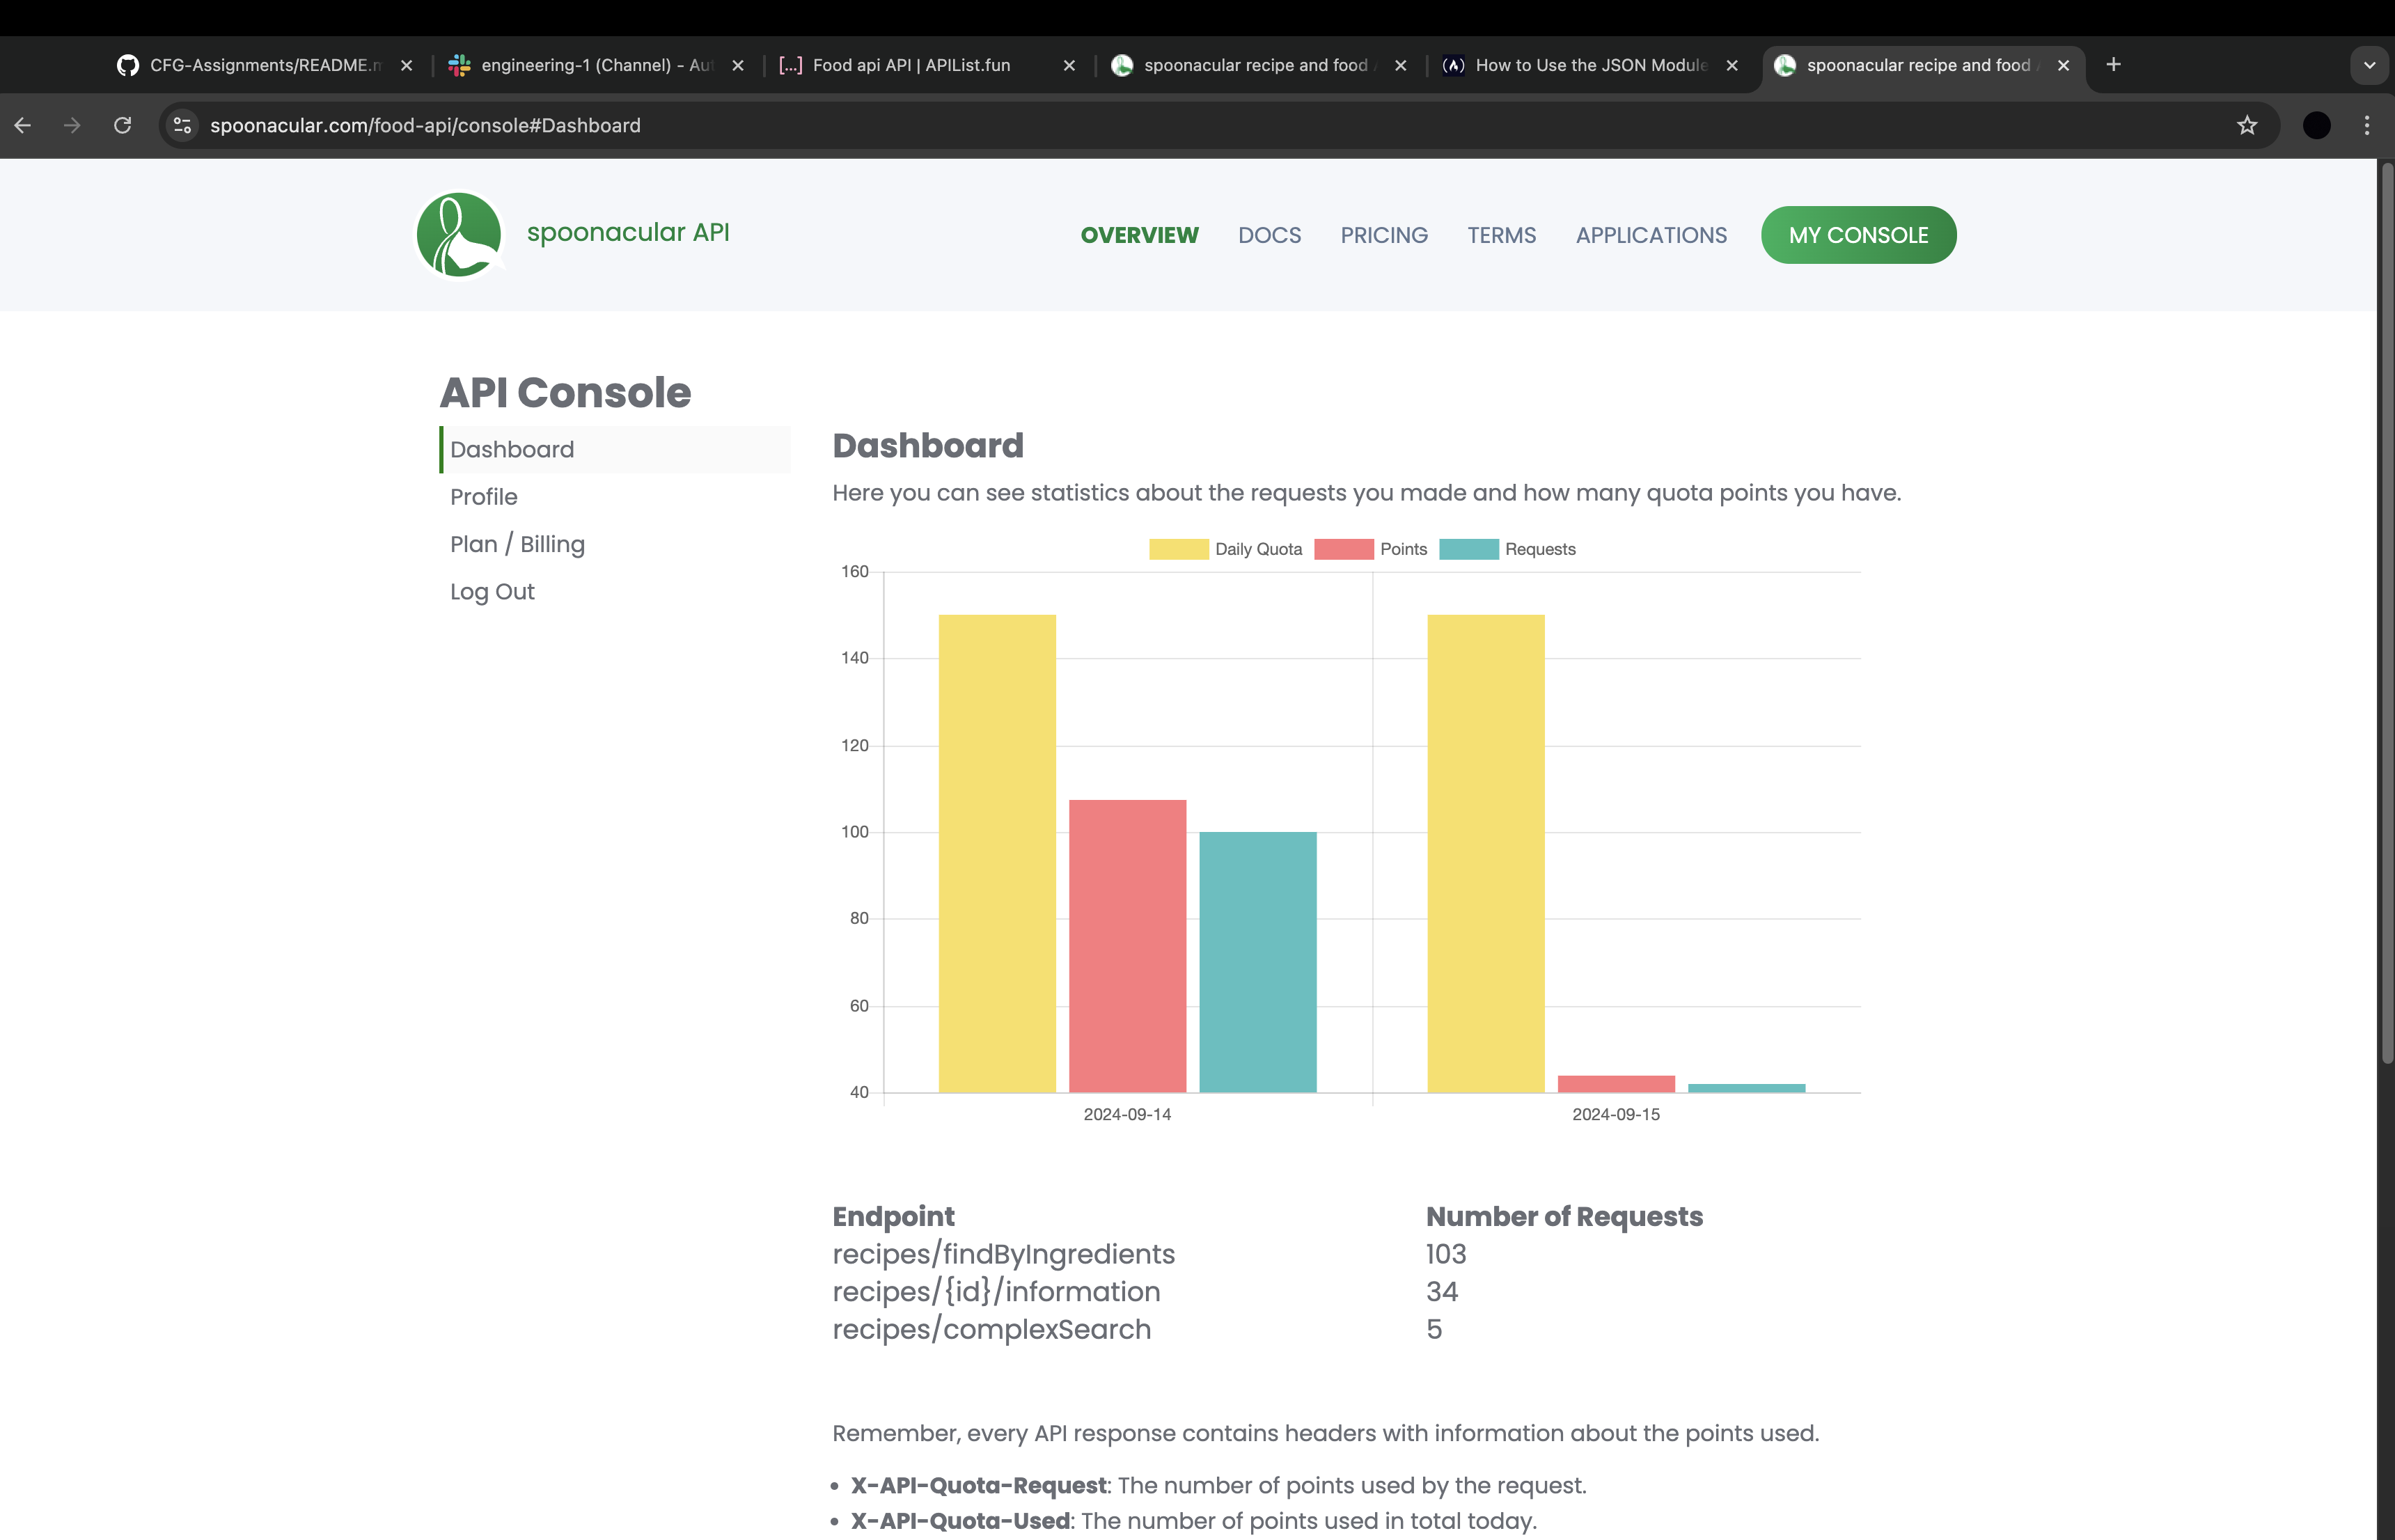 CFG-Assignments/README.m
engineering-1 (Channel) - Aut
[...] Food api API | APIList.fun
spoonacular recipe and food A
How to Use the JSON Module
spoonacular recipe and food A
spoonacular.com/food-api/console#Dashboard
spoonacular API
OVERVIEW
DOCS
PRICING
TERMS
APPLICATIONS
MY CONSOLE
API Console
Dashboard
Profile
Plan / Billing
Log Out
Dashboard
Here you can see statistics about the requests you made and how many quota points you have.
Daily Quota Points Requests
160
140
120
100
80
60
40
2024-09-14 2024-09-15
Endpoint Number of Requests
recipes/findByIngredients 103
recipes/{id}/information 34
recipes/complexSearch 5
Remember, every API response contains headers with information about the points used.
• X-API-Quota-Request: The number of points used by the request.
• X-API-Quota-Used: The number of points used in total today.